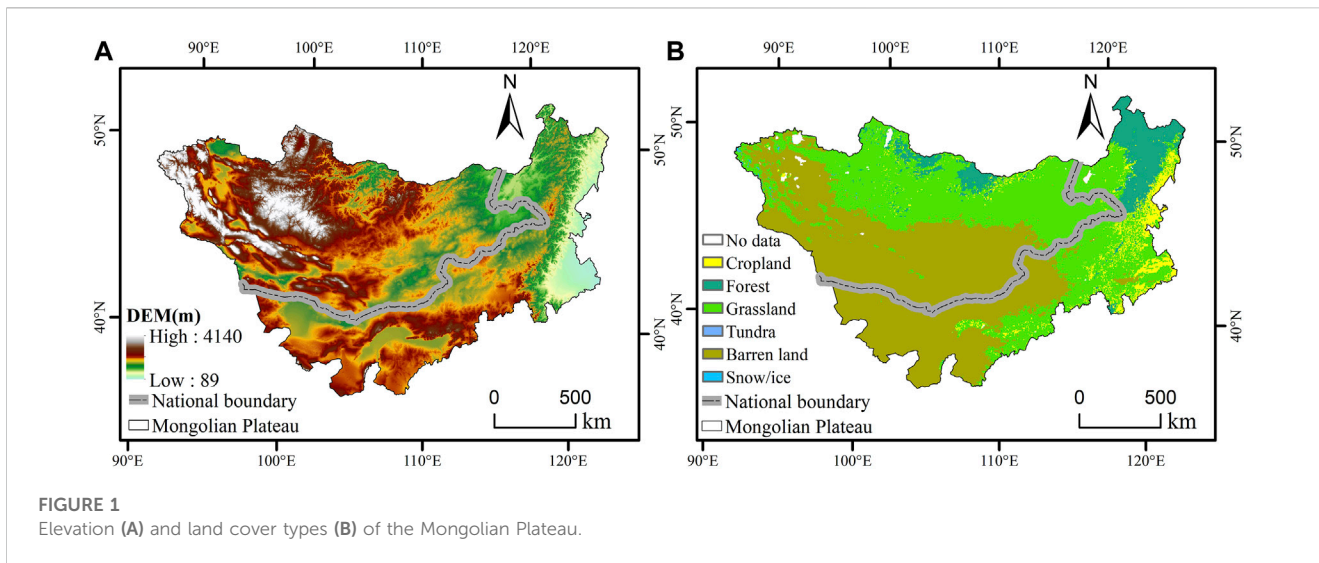 A
90°E 100°E 110°E 120°E
N
50°N
40°N
50°N
40°N
DEM(m)
High : 4140
Low : 89
National boundary
Mongolian Plateau
0 500
km
90°E 100°E 110°E 120°E
B
90°E 100°E 110°E 120°E
N
50°N
40°N
50°N
40°N
No data
Cropland
Forest
Grassland
Tundra
Barren land
Snow/ice
National boundary
Mongolian Plateau
0 500
km
90°E 100°E 110°E 120°E
FIGURE 1
Elevation (A) and land cover types (B) of the Mongolian Plateau.